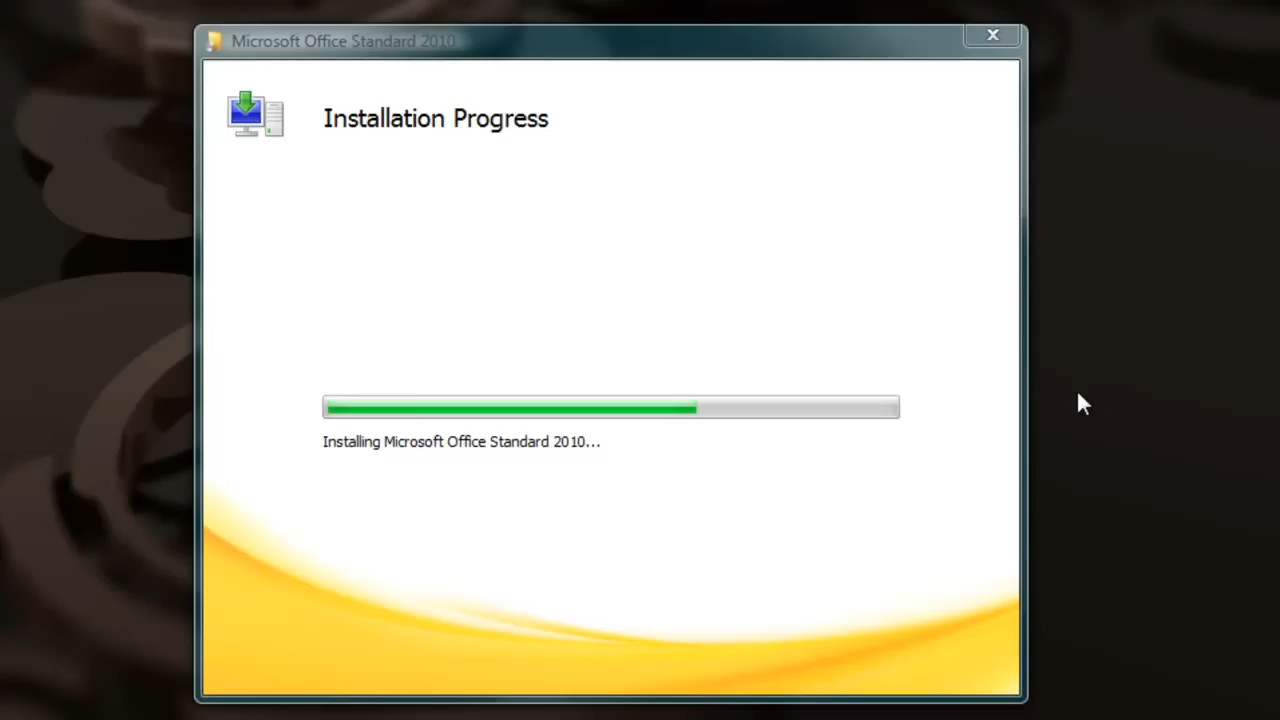 Microsoft Office Standard 2010
Installation Progress
Installing Microsoft Office Standard 2010...